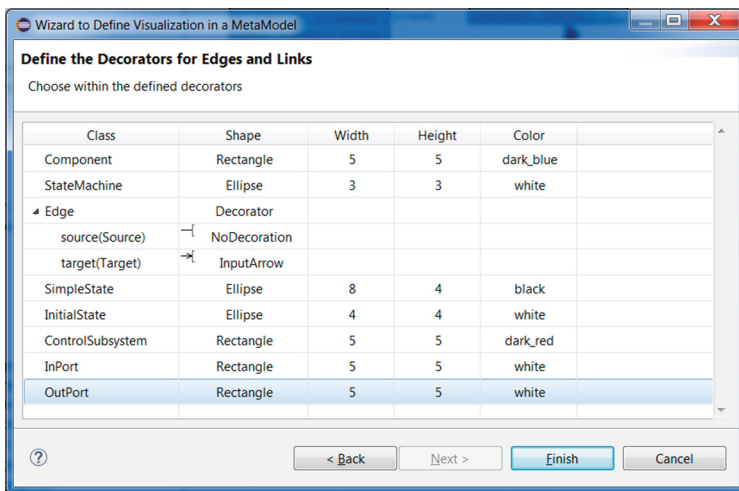 Wizard to Define Visualization in a MetaModel
Define the Decorators for Edges and Links
Choose within the defined decorators
Class Shape Width Height Color
Component Rectangle 5 5 dark_blue
StateMachine Ellipse 3 3 white
Edge Decorator
source(Source) NoDecoration
target(Target) InputArrow
SimpleState Ellipse 8 4 black
InitialState Ellipse 4 4 white
ControlSubsystem Rectangle 5 5 dark_red
InPort Rectangle 5 5 white
OutPort Rectangle 5 5 white
? < Back Next > Finish Cancel